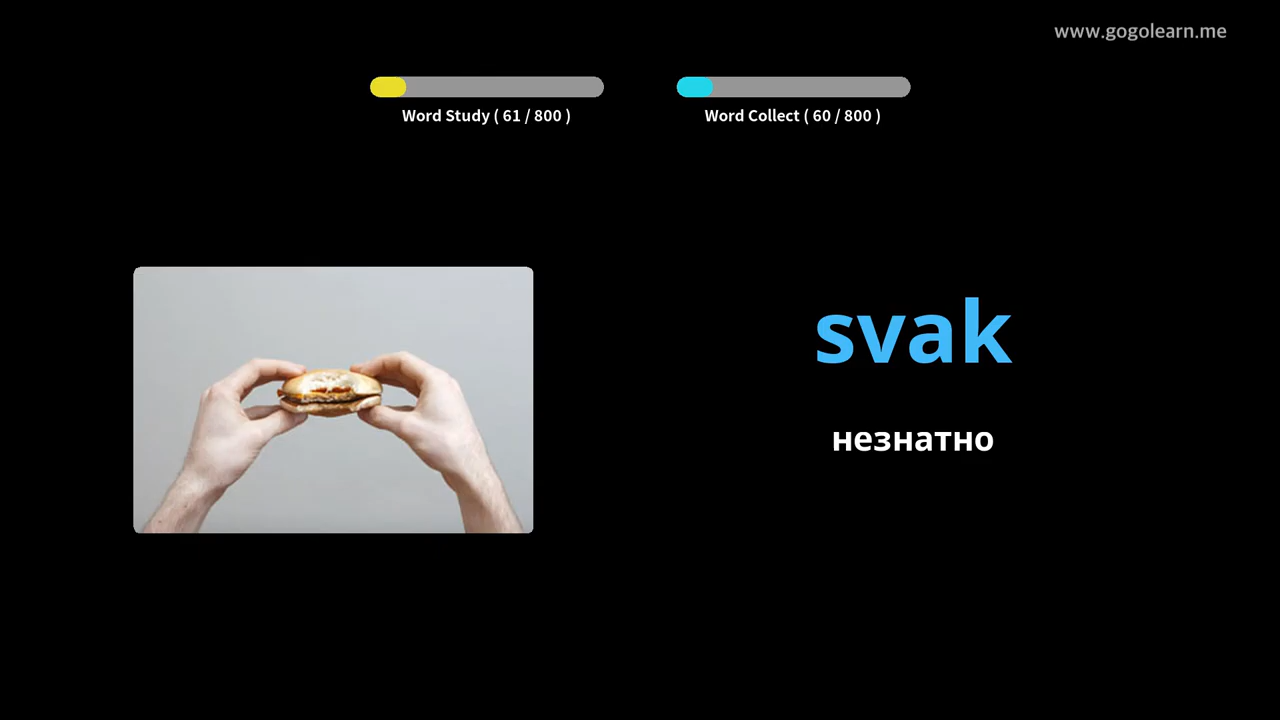 www.gogolearn.me
Word Study ( 61 / 800 )
Word Collect ( 60 / 800 )
svak
незнатно